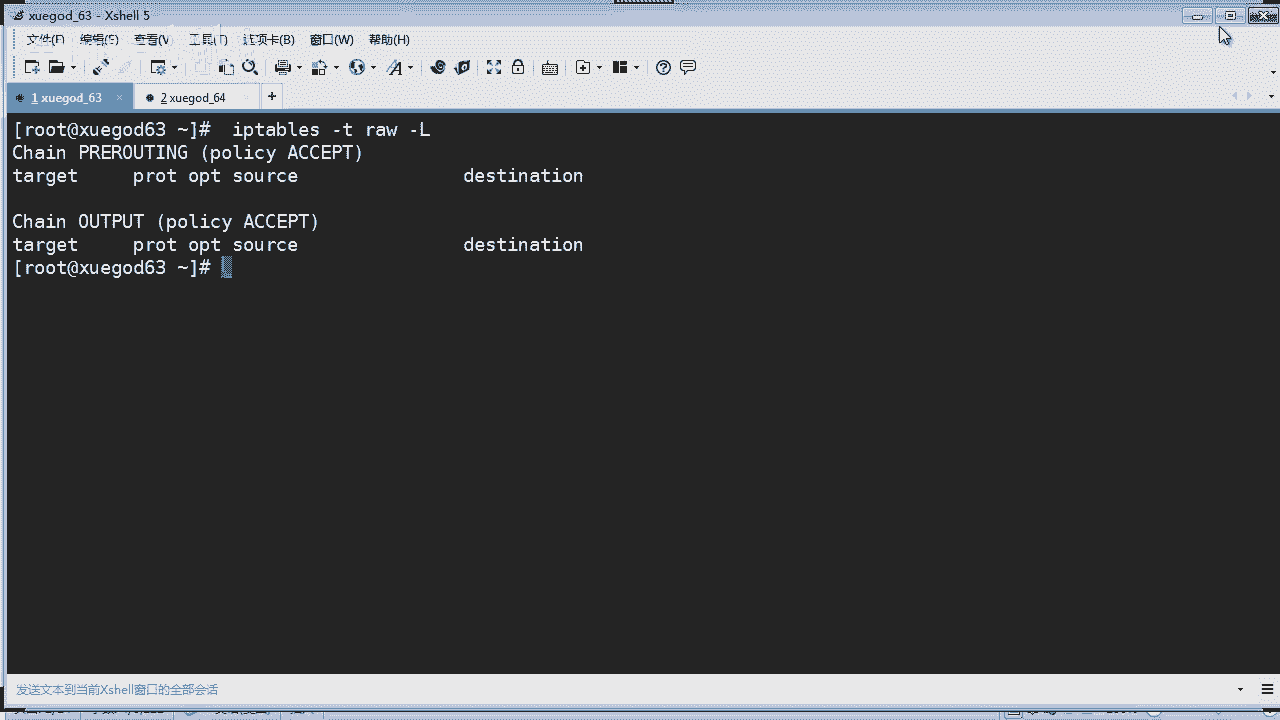 xuegod_63 - Xshell 5
文件(F) 编辑(E) 查看(V) 工具(T) 选项卡(B) 窗口(W) 帮助(H)
1 xuegod_63 × 2 xuegod_64 +
[root@xuegod63 ~]#  iptables -t raw -L
Chain PREROUTING (policy ACCEPT)
target     prot opt source               destination
Chain OUTPUT (policy ACCEPT)
target     prot opt source               destination
[root@xuegod63 ~]#
发送文本到当前Xshell窗口的全部会话